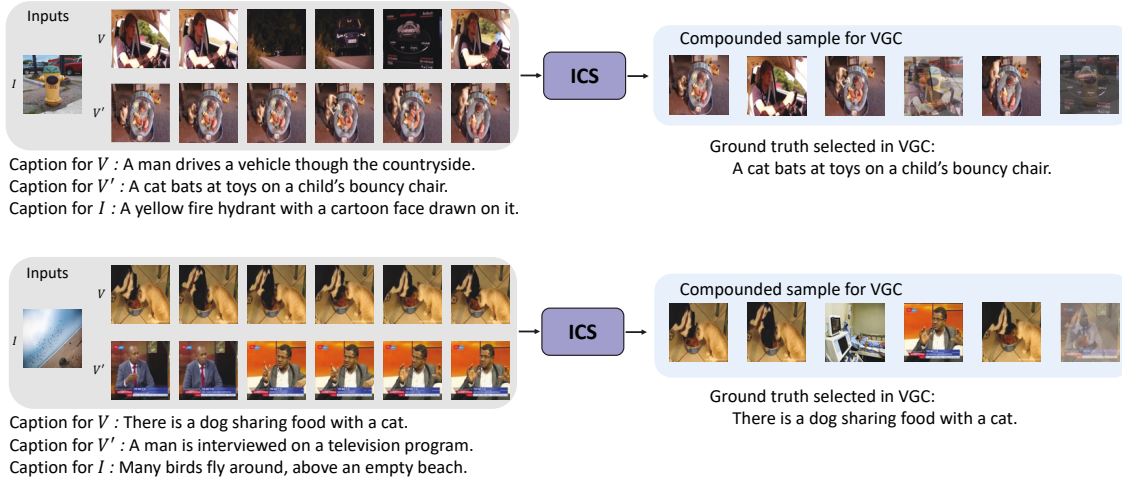 Inputs
V
I
V′
ICS
Compounded sample for VGC
Ground truth selected in VGC:
A cat bats at toys on a child's bouncy chair.
Caption for V : A man drives a vehicle though the countryside.
Caption for V′ : A cat bats at toys on a child's bouncy chair.
Caption for I : A yellow fire hydrant with a cartoon face drawn on it.
Inputs
V
I
V′
ICS
Compounded sample for VGC
Ground truth selected in VGC:
There is a dog sharing food with a cat.
Caption for V : There is a dog sharing food with a cat.
Caption for V′ : A man is interviewed on a television program.
Caption for I : Many birds fly around, above an empty beach.